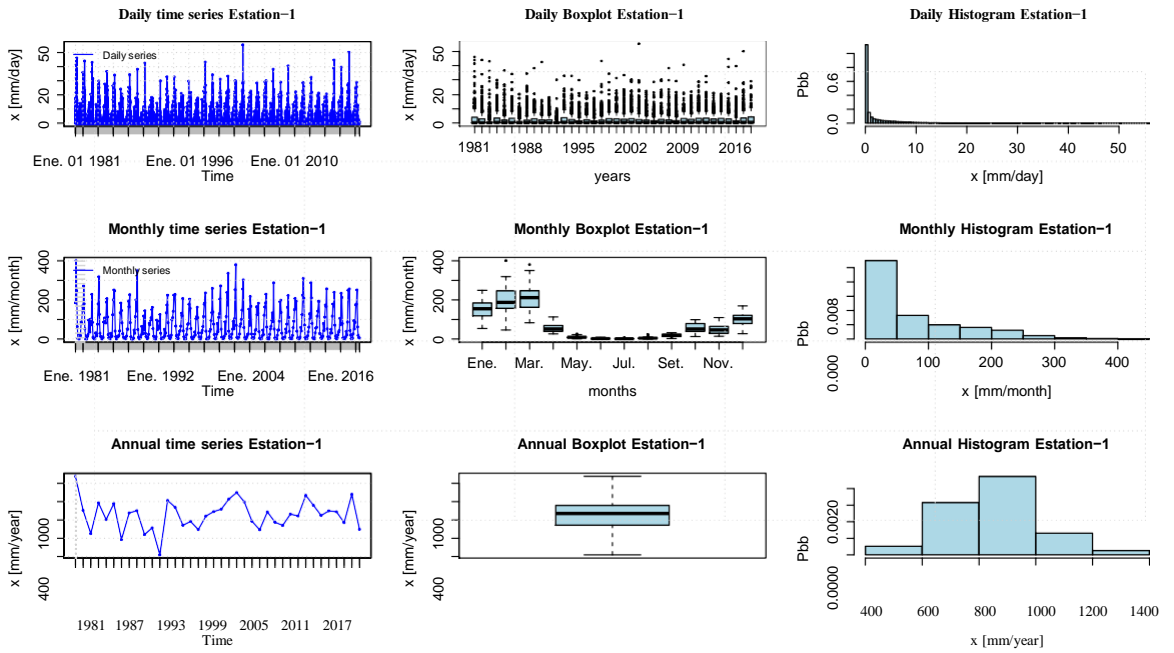 Daily time series Estation−1
x [mm/day]
0 20 50
Daily series
Ene. 01 1981 Ene. 01 1996 Ene. 01 2010
Time
Daily Boxplot Estation−1
x [mm/day]
0 20 50
1981 1988 1995 2002 2009 2016
years
Daily Histogram Estation−1
Pbb
0.0 0.6
0 10 20 30 40 50
x [mm/day]
Monthly time series Estation−1
x [mm/month]
0 200 400
Monthly series
Ene. 1981 Ene. 1992 Ene. 2004 Ene. 2016
Time
Monthly Boxplot Estation−1
x [mm/month]
0 200 400
Ene. Mar. May. Jul. Set. Nov.
months
Monthly Histogram Estation−1
Pbb
0.000 0.008
0 100 200 300 400
x [mm/month]
Annual time series Estation−1
x [mm/year]
400 1000
1981 1987 1993 1999 2005 2011 2017
Time
Annual Boxplot Estation−1
x [mm/year]
400 1000
Annual Histogram Estation−1
Pbb
0.0000 0.0020
400 600 800 1000 1200 1400
x [mm/year]